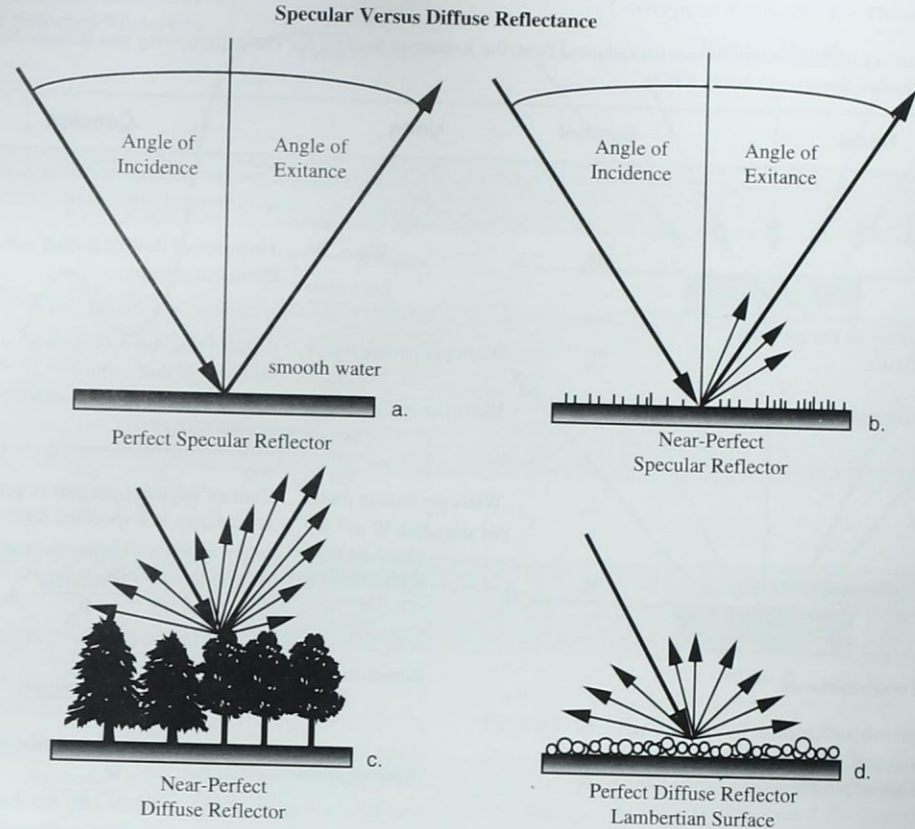 Specular Versus Diffuse Reflectance
Angle of
Incidence
Angle of
Exitance
smooth water
a.
Perfect Specular Reflector
Angle of
Incidence
Angle of
Exitance
b.
Near-Perfect
Specular Reflector
c.
Near-Perfect
Diffuse Reflector
d.
Perfect Diffuse Reflector
Lambertian Surface